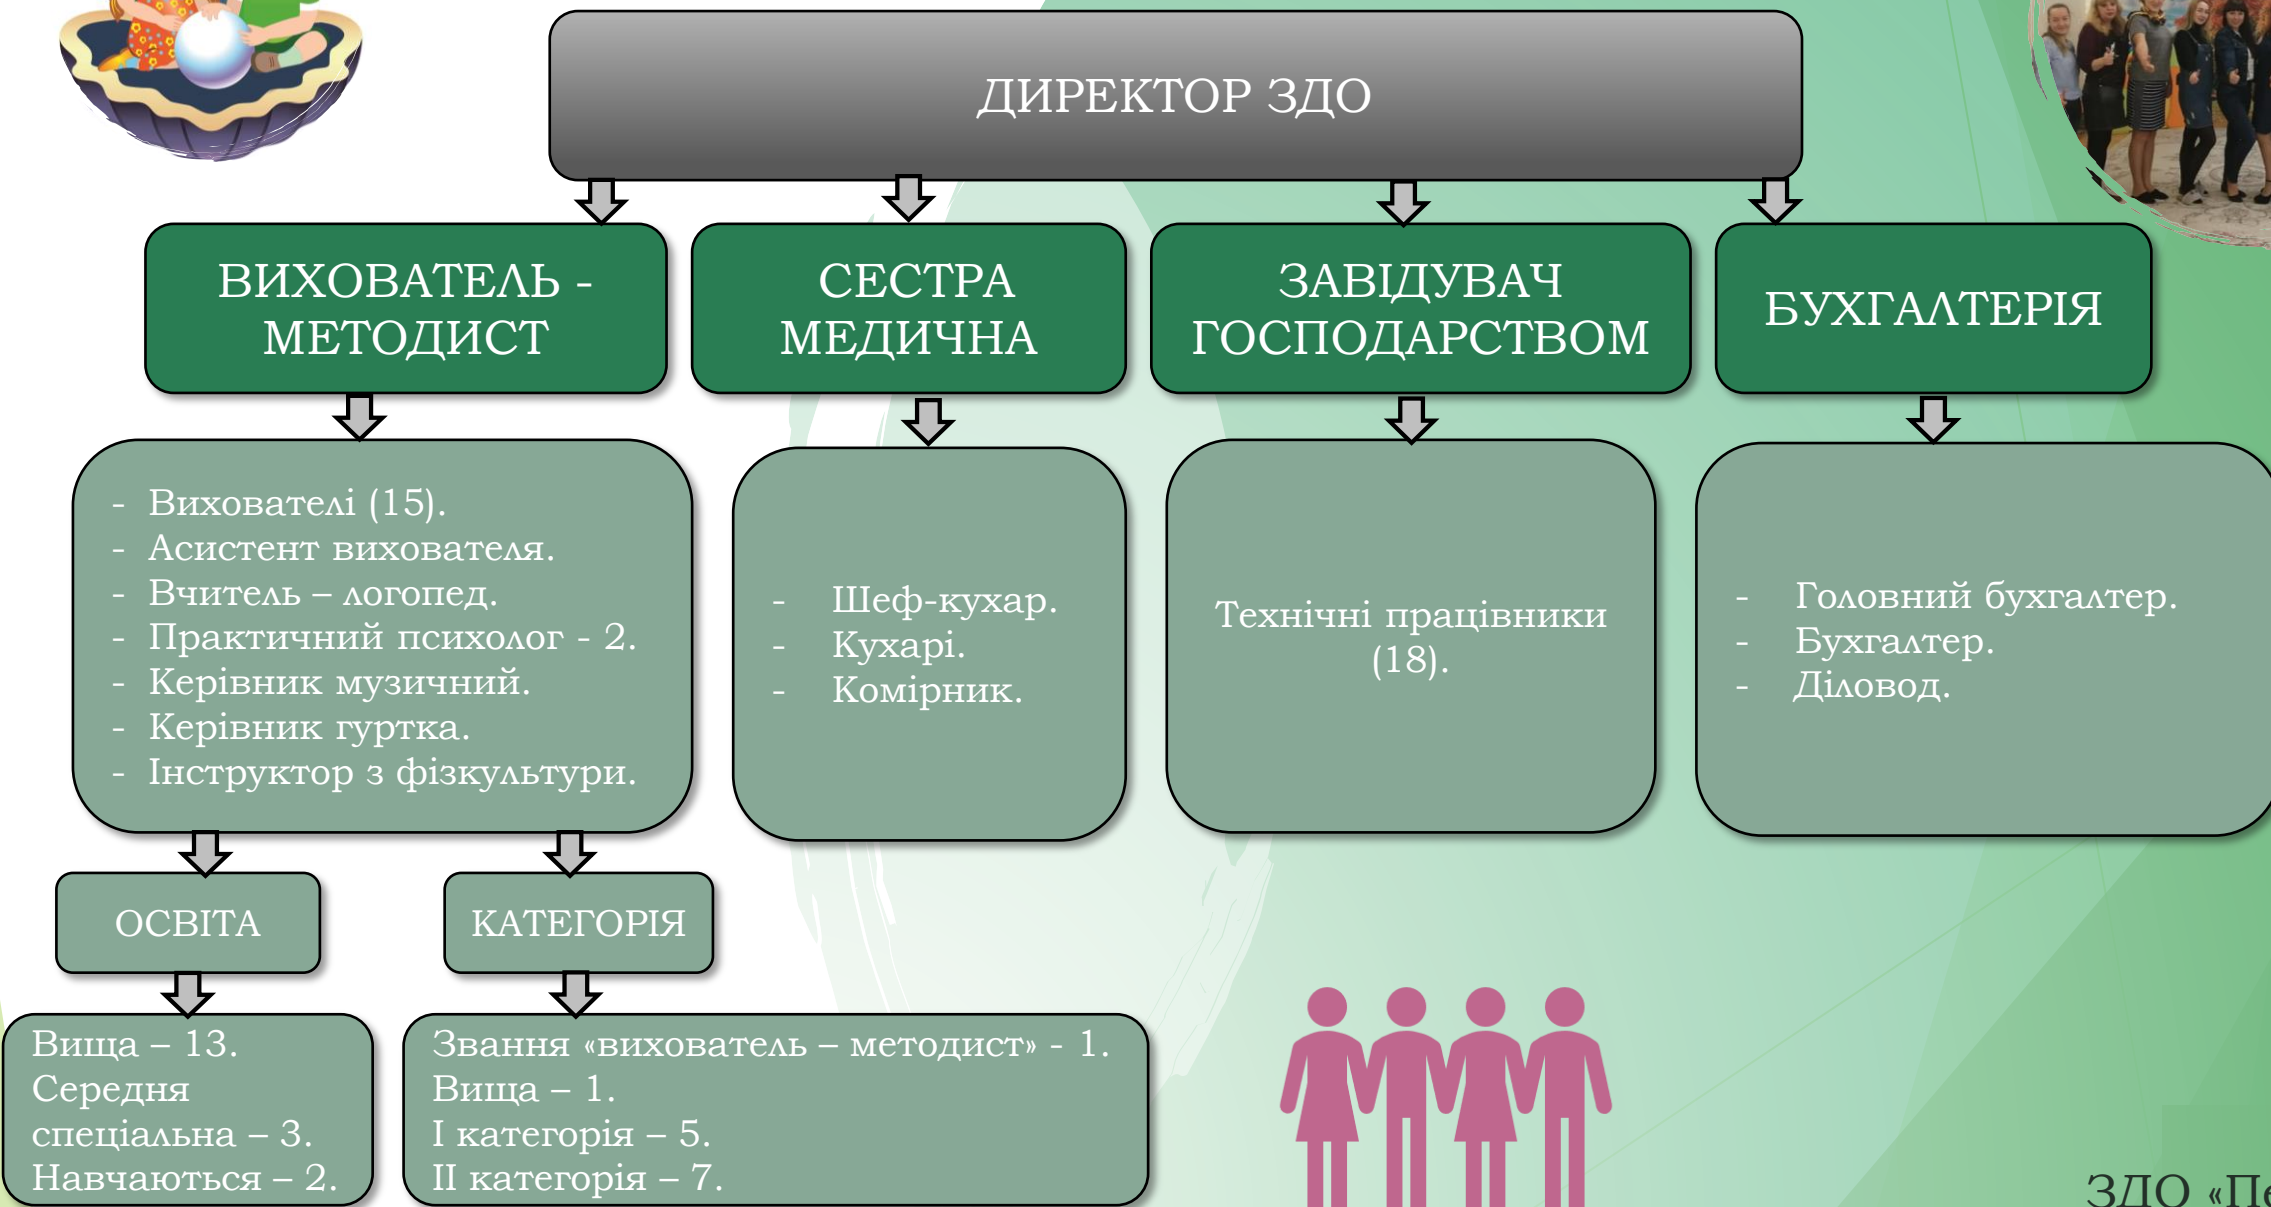 ДИРЕКТОР ЗДО
ВИХОВАТЕЛЬ -
МЕТОДИСТ
СЕСТРА
МЕДИЧНА
ЗАВІДУВАЧ
ГОСПОДАРСТВОМ
БУХГАЛТЕРІЯ
- Вихователі (15).
- Асистент вихователя.
- Вчитель – логопед.
- Практичний психолог - 2.
- Керівник музичний.
- Керівник гуртка.
- Інструктор з фізкультури.
- Шеф-кухар.
- Кухарі.
- Комірник.
Технічні працівники
(18).
- Головний бухгалтер.
- Бухгалтер.
- Діловод.
ОСВІТА
КАТЕГОРІЯ
Вища – 13.
Середня
спеціальна – 3.
Навчаються – 2.
Звання «вихователь – методист» - 1.
Вища – 1.
І категорія – 5.
ІІ категорія – 7.
ЗДО